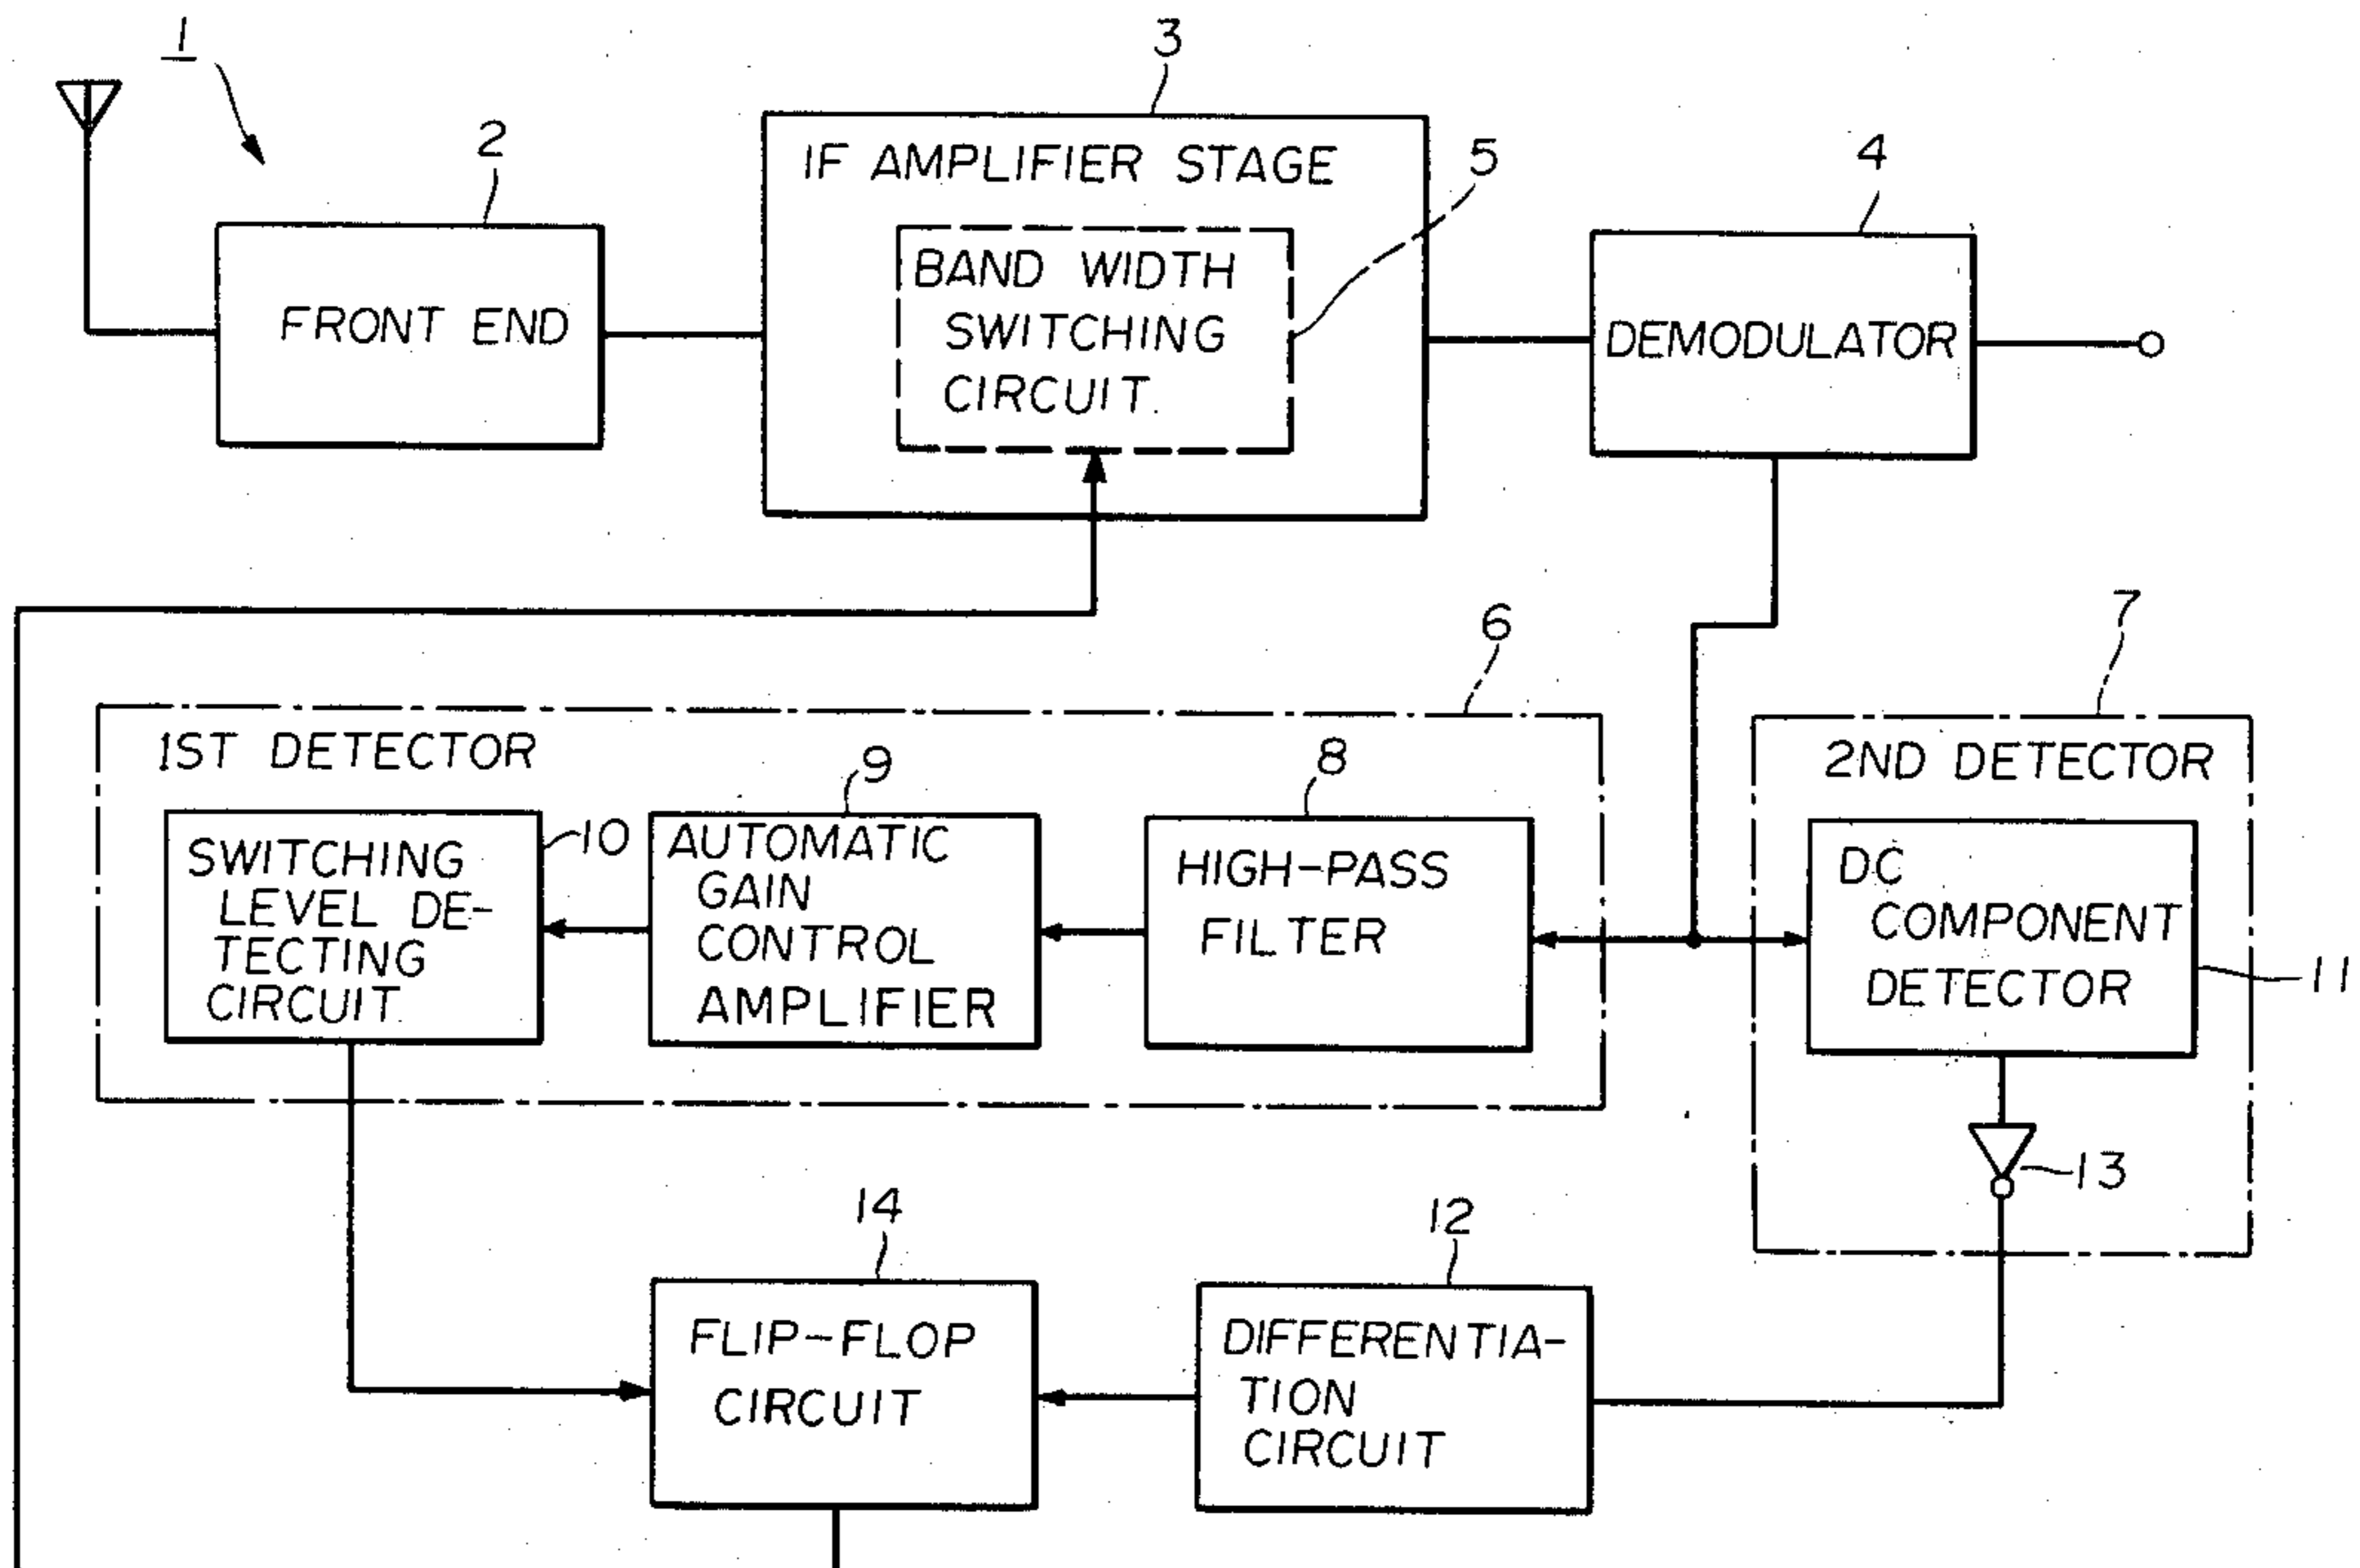 1
3
2
IF AMPLIFIER STAGE
5
4
BAND WIDTH
SWITCHING
CIRCUIT.
FRONT END
DEMODULATOR
6
7
1ST DETECTOR
9
8
2ND DETECTOR
SWITCHING
LEVEL DE-
TECTING
CIRCUIT
10
AUTOMATIC
GAIN
CONTROL
AMPLIFIER
HIGH-PASS
FILTER
DC
COMPONENT
DETECTOR
11
13
14
12
FLIP-FLOP
CIRCUIT
DIFFERENTIA-
TION
CIRCUIT